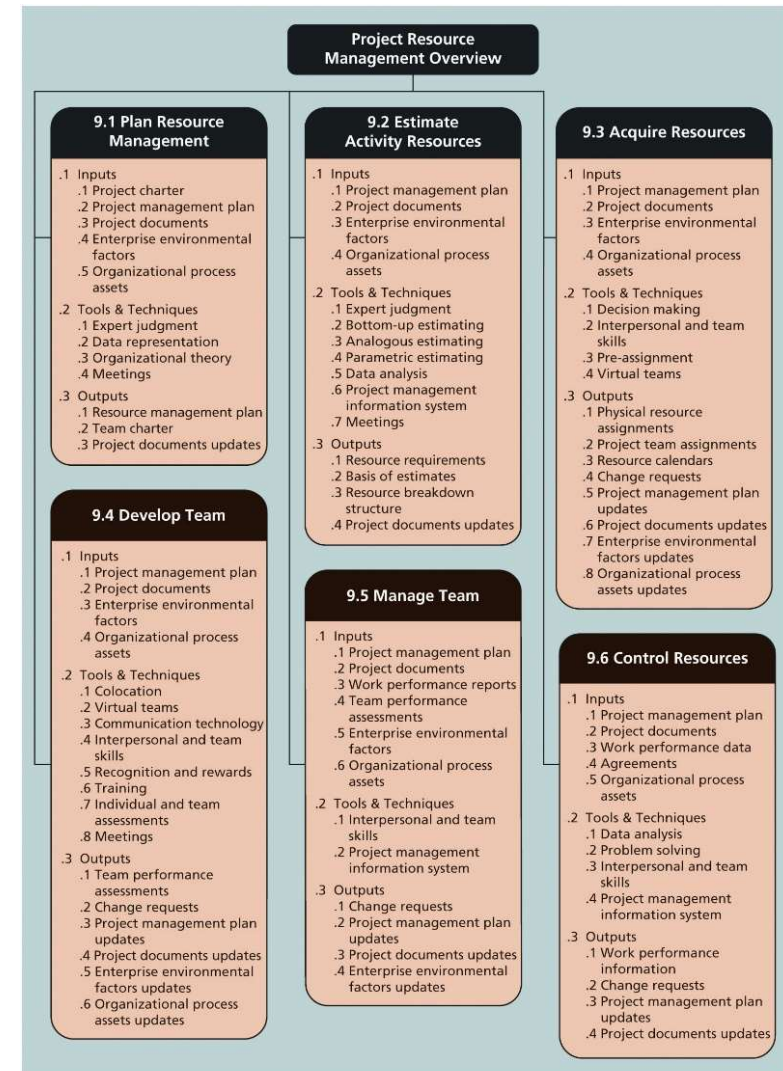 Project Resource
Management Overview
9.1 Plan Resource
Management
.1 Inputs
.1 Project charter
.2 Project management plan
.3 Project documents
.4 Enterprise environmental
factors
.5 Organizational process
assets
.2 Tools & Techniques
.1 Expert judgment
.2 Data representation
.3 Organizational theory
.4 Meetings
.3 Outputs
.1 Resource management plan
.2 Team charter
.3 Project documents updates
9.2 Estimate
Activity Resources
.1 Inputs
.1 Project management plan
.2 Project documents
.3 Enterprise environmental
factors
.4 Organizational process
assets
.2 Tools & Techniques
.1 Expert judgment
.2 Bottom-up estimating
.3 Analogous estimating
.4 Parametric estimating
.5 Data analysis
.6 Project management
information system
.7 Meetings
.3 Outputs
.1 Resource requirements
.2 Basis of estimates
.3 Resource breakdown
structure
.4 Project documents updates
9.3 Acquire Resources
.1 Inputs
.1 Project management plan
.2 Project documents
.3 Enterprise environmental
factors
.4 Organizational process
assets
.2 Tools & Techniques
.1 Decision making
.2 Interpersonal and team
skills
.3 Pre-assignment
.4 Virtual teams
.3 Outputs
.1 Physical resource
assignments
.2 Project team assignments
.3 Resource calendars
.4 Change requests
.5 Project management plan
updates
.6 Project documents updates
.7 Enterprise environmental
factors updates
.8 Organizational process
assets updates
9.4 Develop Team
.1 Inputs
.1 Project management plan
.2 Project documents
.3 Enterprise environmental
factors
.4 Organizational process
assets
.2 Tools & Techniques
.1 Colocation
.2 Virtual teams
.3 Communication technology
.4 Interpersonal and team
skills
.5 Recognition and rewards
.6 Training
.7 Individual and team
assessments
.8 Meetings
.3 Outputs
.1 Team performance
assessments
.2 Change requests
.3 Project management plan
updates
.4 Project documents updates
.5 Enterprise environmental
factors updates
.6 Organizational process
assets updates
9.5 Manage Team
.1 Inputs
.1 Project management plan
.2 Project documents
.3 Work performance reports
.4 Team performance
assessments
.5 Enterprise environmental
factors
.6 Organizational process
assets
.2 Tools & Techniques
.1 Interpersonal and team
skills
.2 Project management
information system
.3 Outputs
.1 Change requests
.2 Project management plan
updates
.3 Project documents updates
.4 Enterprise environmental
factors updates
9.6 Control Resources
.1 Inputs
.1 Project management plan
.2 Project documents
.3 Work performance data
.4 Agreements
.5 Organizational process
assets
.2 Tools & Techniques
.1 Data analysis
.2 Problem solving
.3 Interpersonal and team
skills
.4 Project management
information system
.3 Outputs
.1 Work performance
information
.2 Change requests
.3 Project management plan
updates
.4 Project documents updates